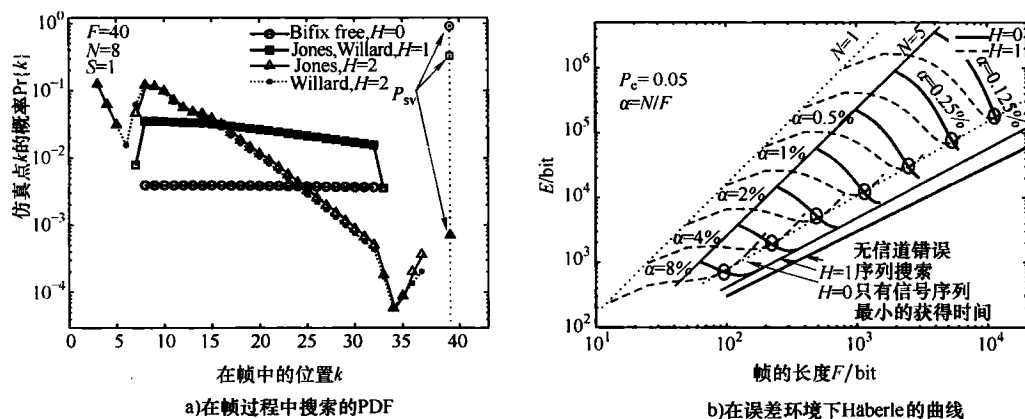 仿真点k的概率Pr{k}
10⁰
10⁻¹
10⁻²
10⁻³
10⁻⁴
F=40
N=8
S=1
Bifix free,H=0
Jones,Willard,H=1
Jones,H=2
Willard,H=2
Psv
0 5 10 15 20 25 30 35 40 43
在帧中的位置k
a)在帧过程中搜索的PDF
E/bit
10⁶
10⁵
10⁴
10³
10²
Pe=0.05
α=N/F
N=1
N=5
H=0
H=1
α=0.125%
α=0.25%
α=0.5%
α=1%
α=2%
α=4%
α=8%
无信道错误
H=1 序列搜索
H=0 只有信号序列
最小的获得时间
10¹ 10² 10³ 10⁴
帧的长度F/bit
b)在误差环境下Häberle的曲线